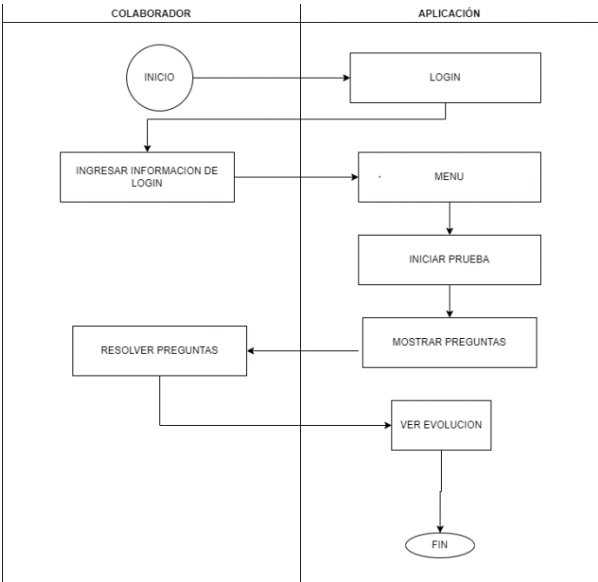 COLABORADOR
APLICACIÓN
INICIO
LOGIN
INGRESAR INFORMACION DE
LOGIN
MENU
INICIAR PRUEBA
MOSTRAR PREGUNTAS
RESOLVER PREGUNTAS
VER EVOLUCION
FIN